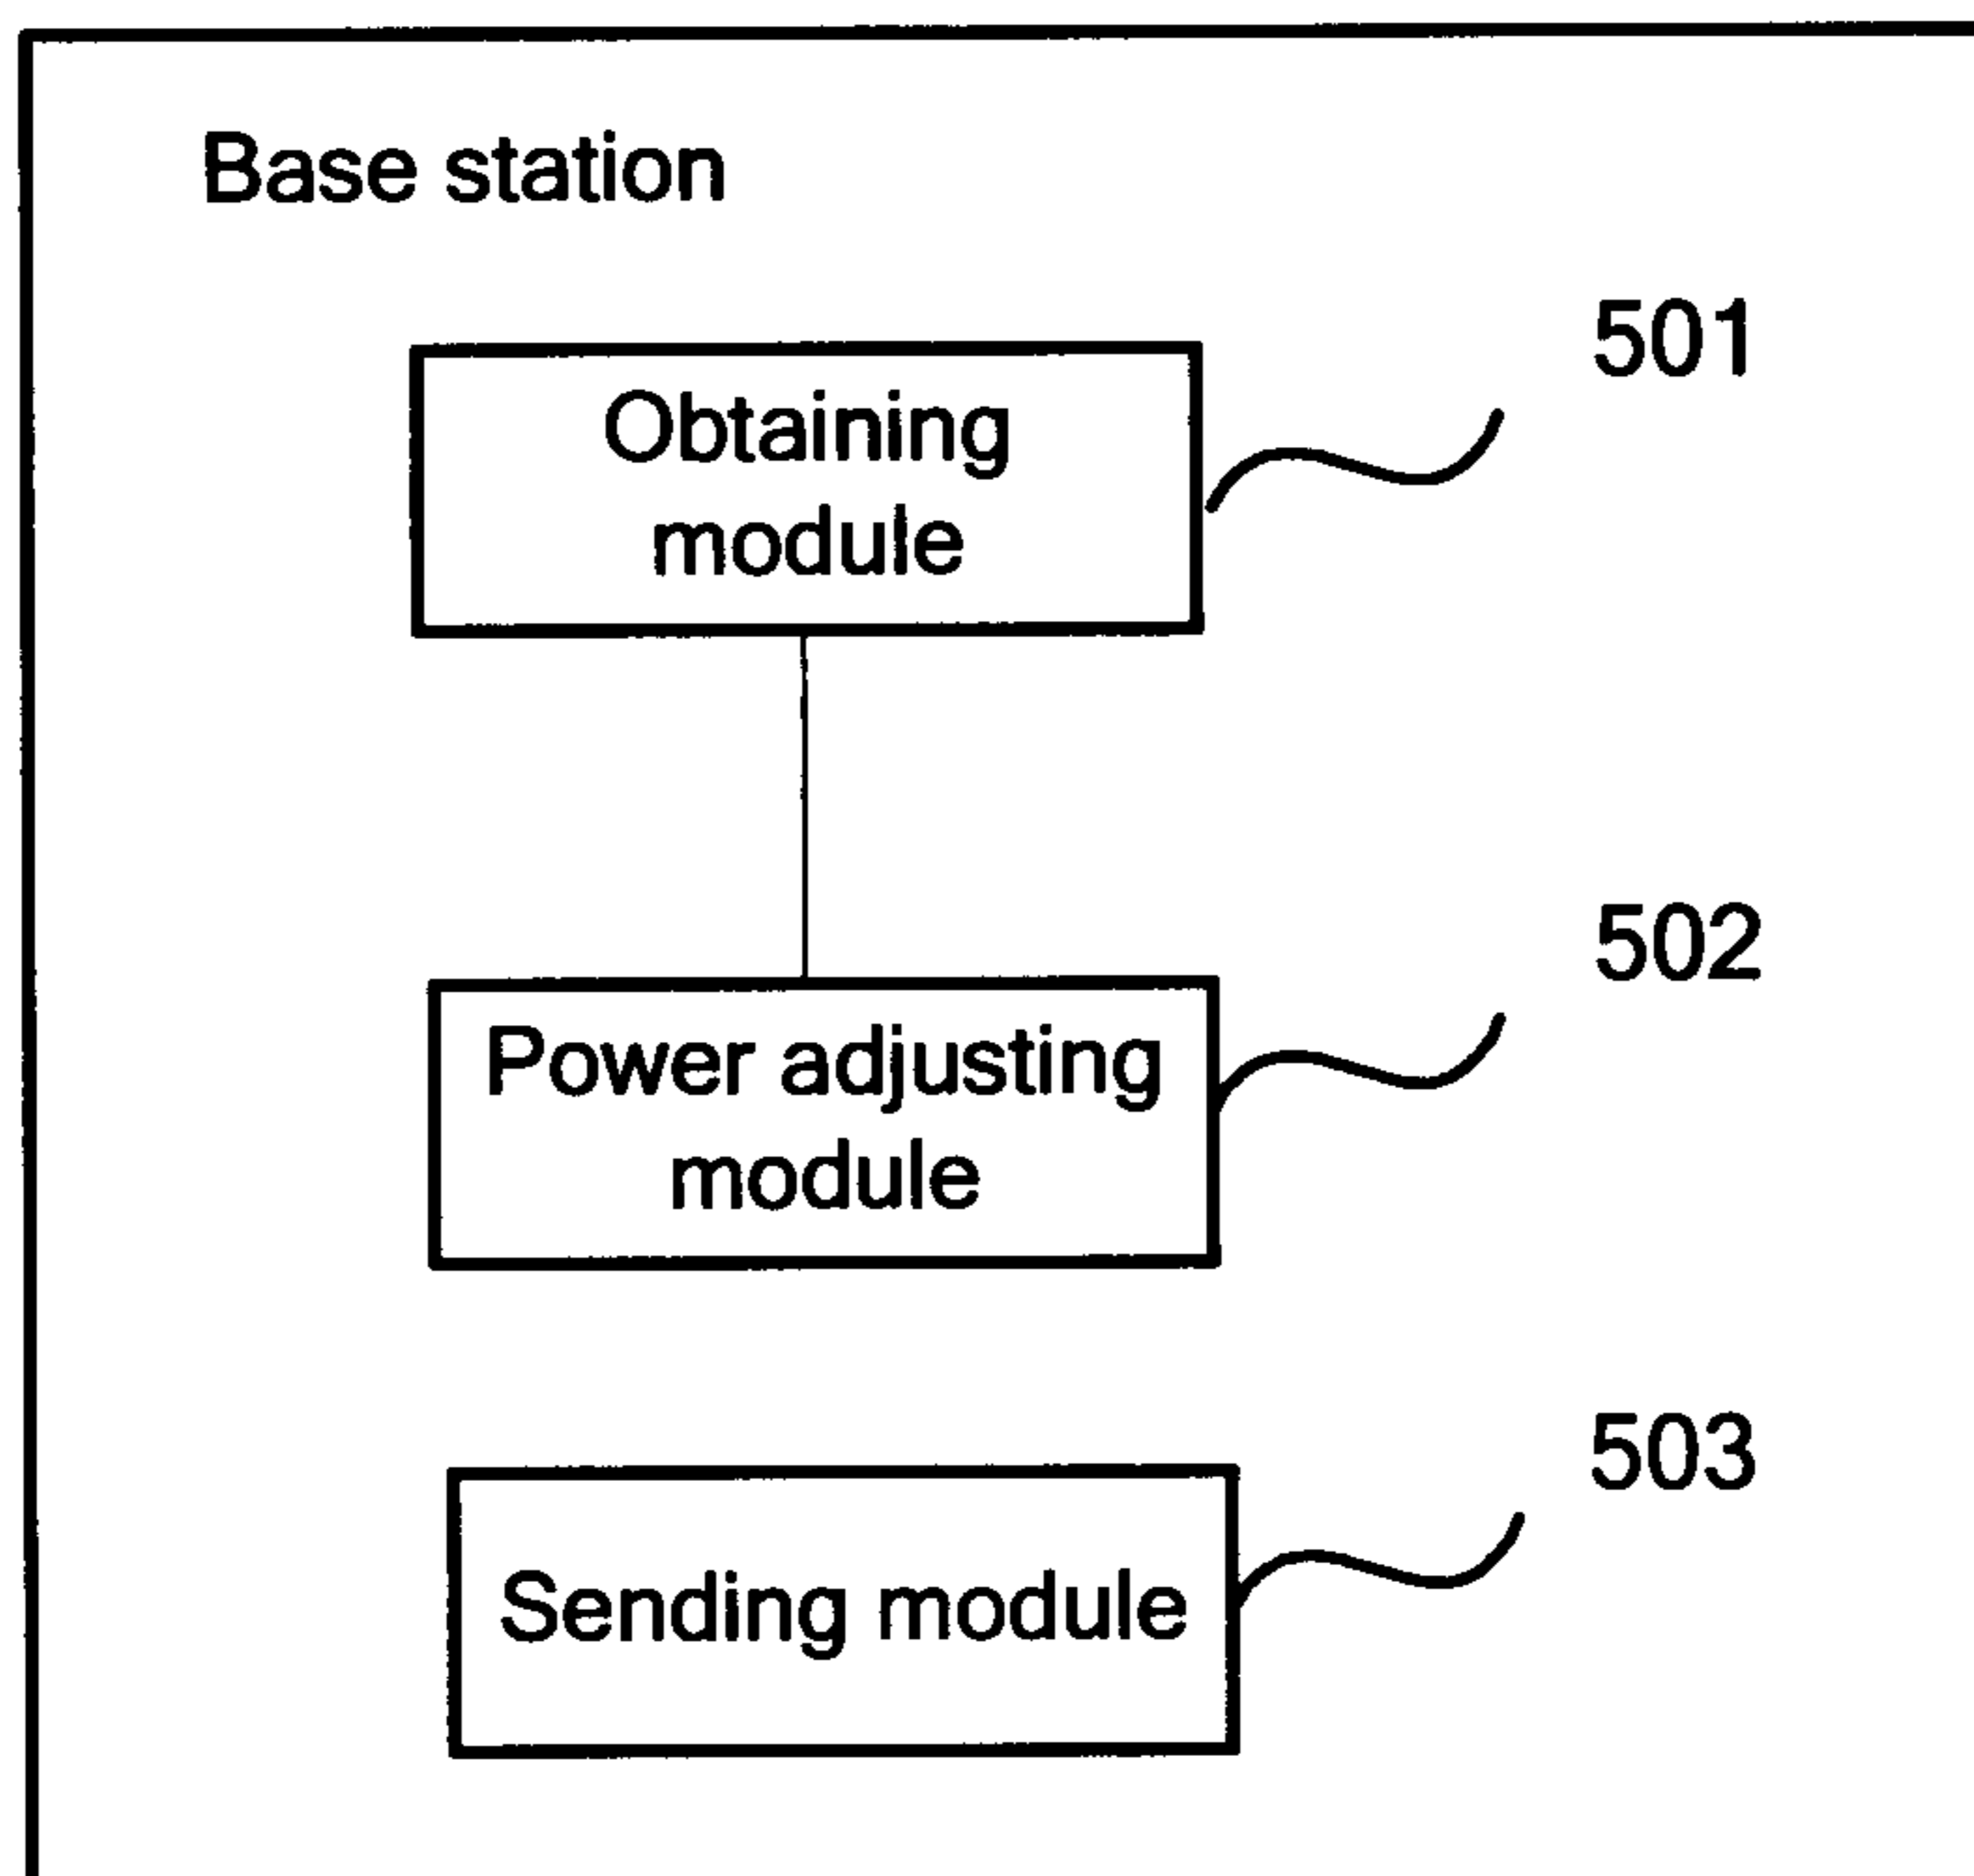 Base station
501
Obtaining
module
502
Power adjusting
module
503
Sending module